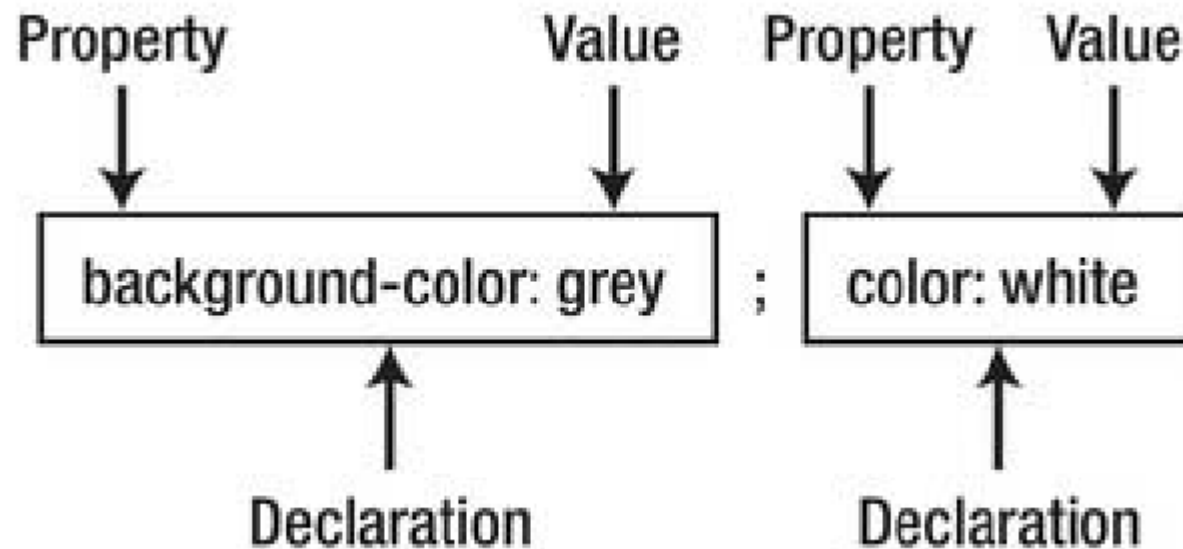 Property Value Property Value
background-color: grey ; color: white
Declaration Declaration